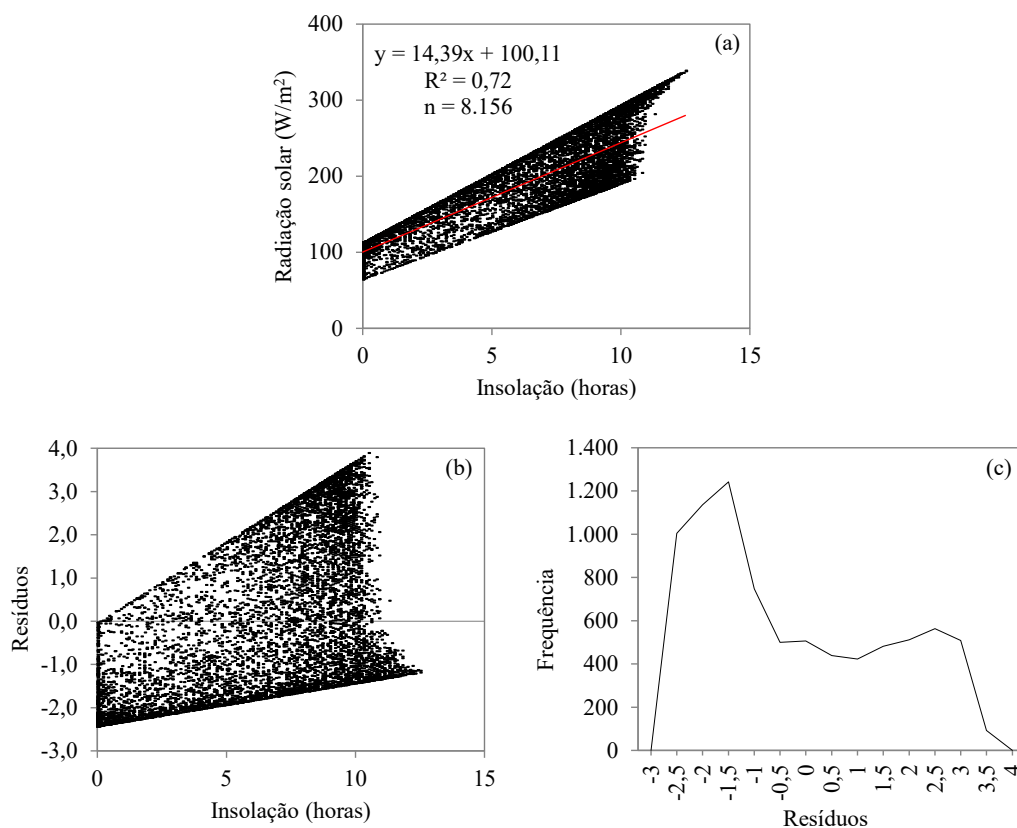 (a)
y = 14,39x + 100,11
R² = 0,72
n = 8.156
Radiação solar (W/m²)
400
300
200
100
0
0 5 10 15
Insolação (horas)
(b)
Resíduos
4,0
3,0
2,0
1,0
0,0
-1,0
-2,0
-3,0
0 5 10 15
Insolação (horas)
(c)
Frequência
1.400
1.200
1.000
800
600
400
200
0
-3 -2,5 -2 -1,5 -1 -0,5 0 0,5 1 1,5 2 2,5 3 3,5 4
Resíduos